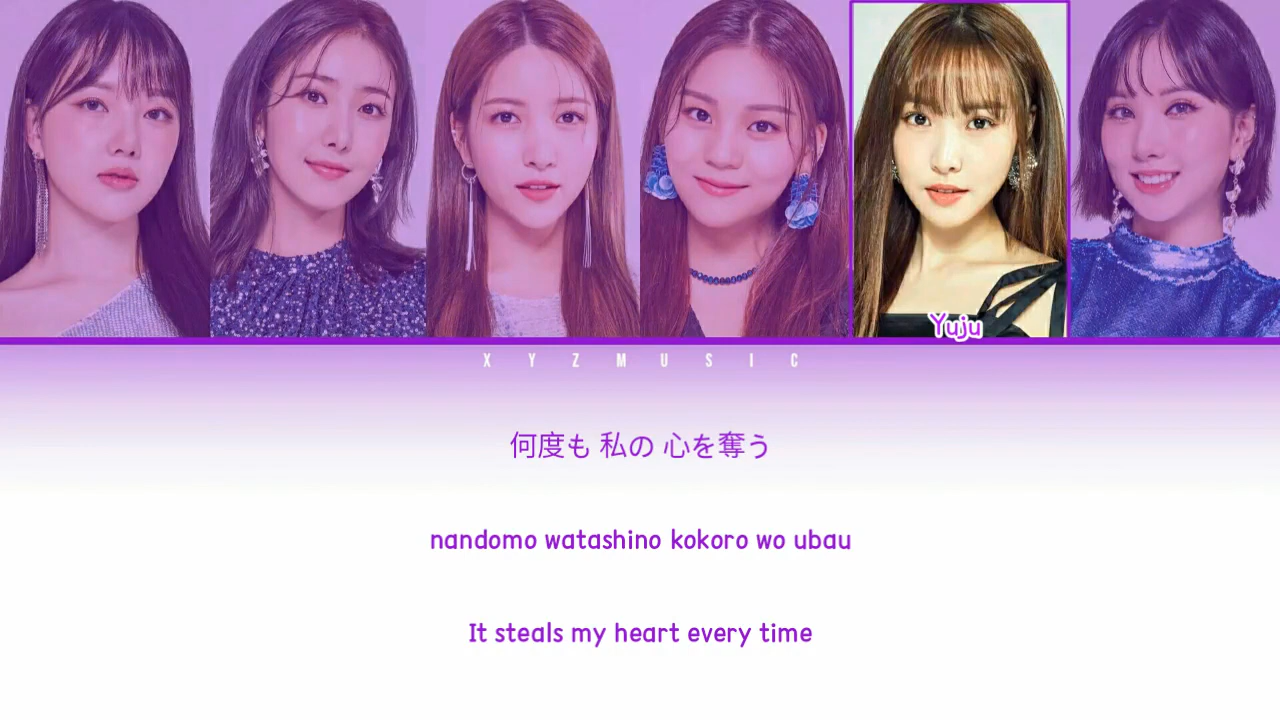 Yuju
XYZMUSIC
何度も 私の 心を奪う
nandomo watashino kokoro wo ubau
It steals my heart every time